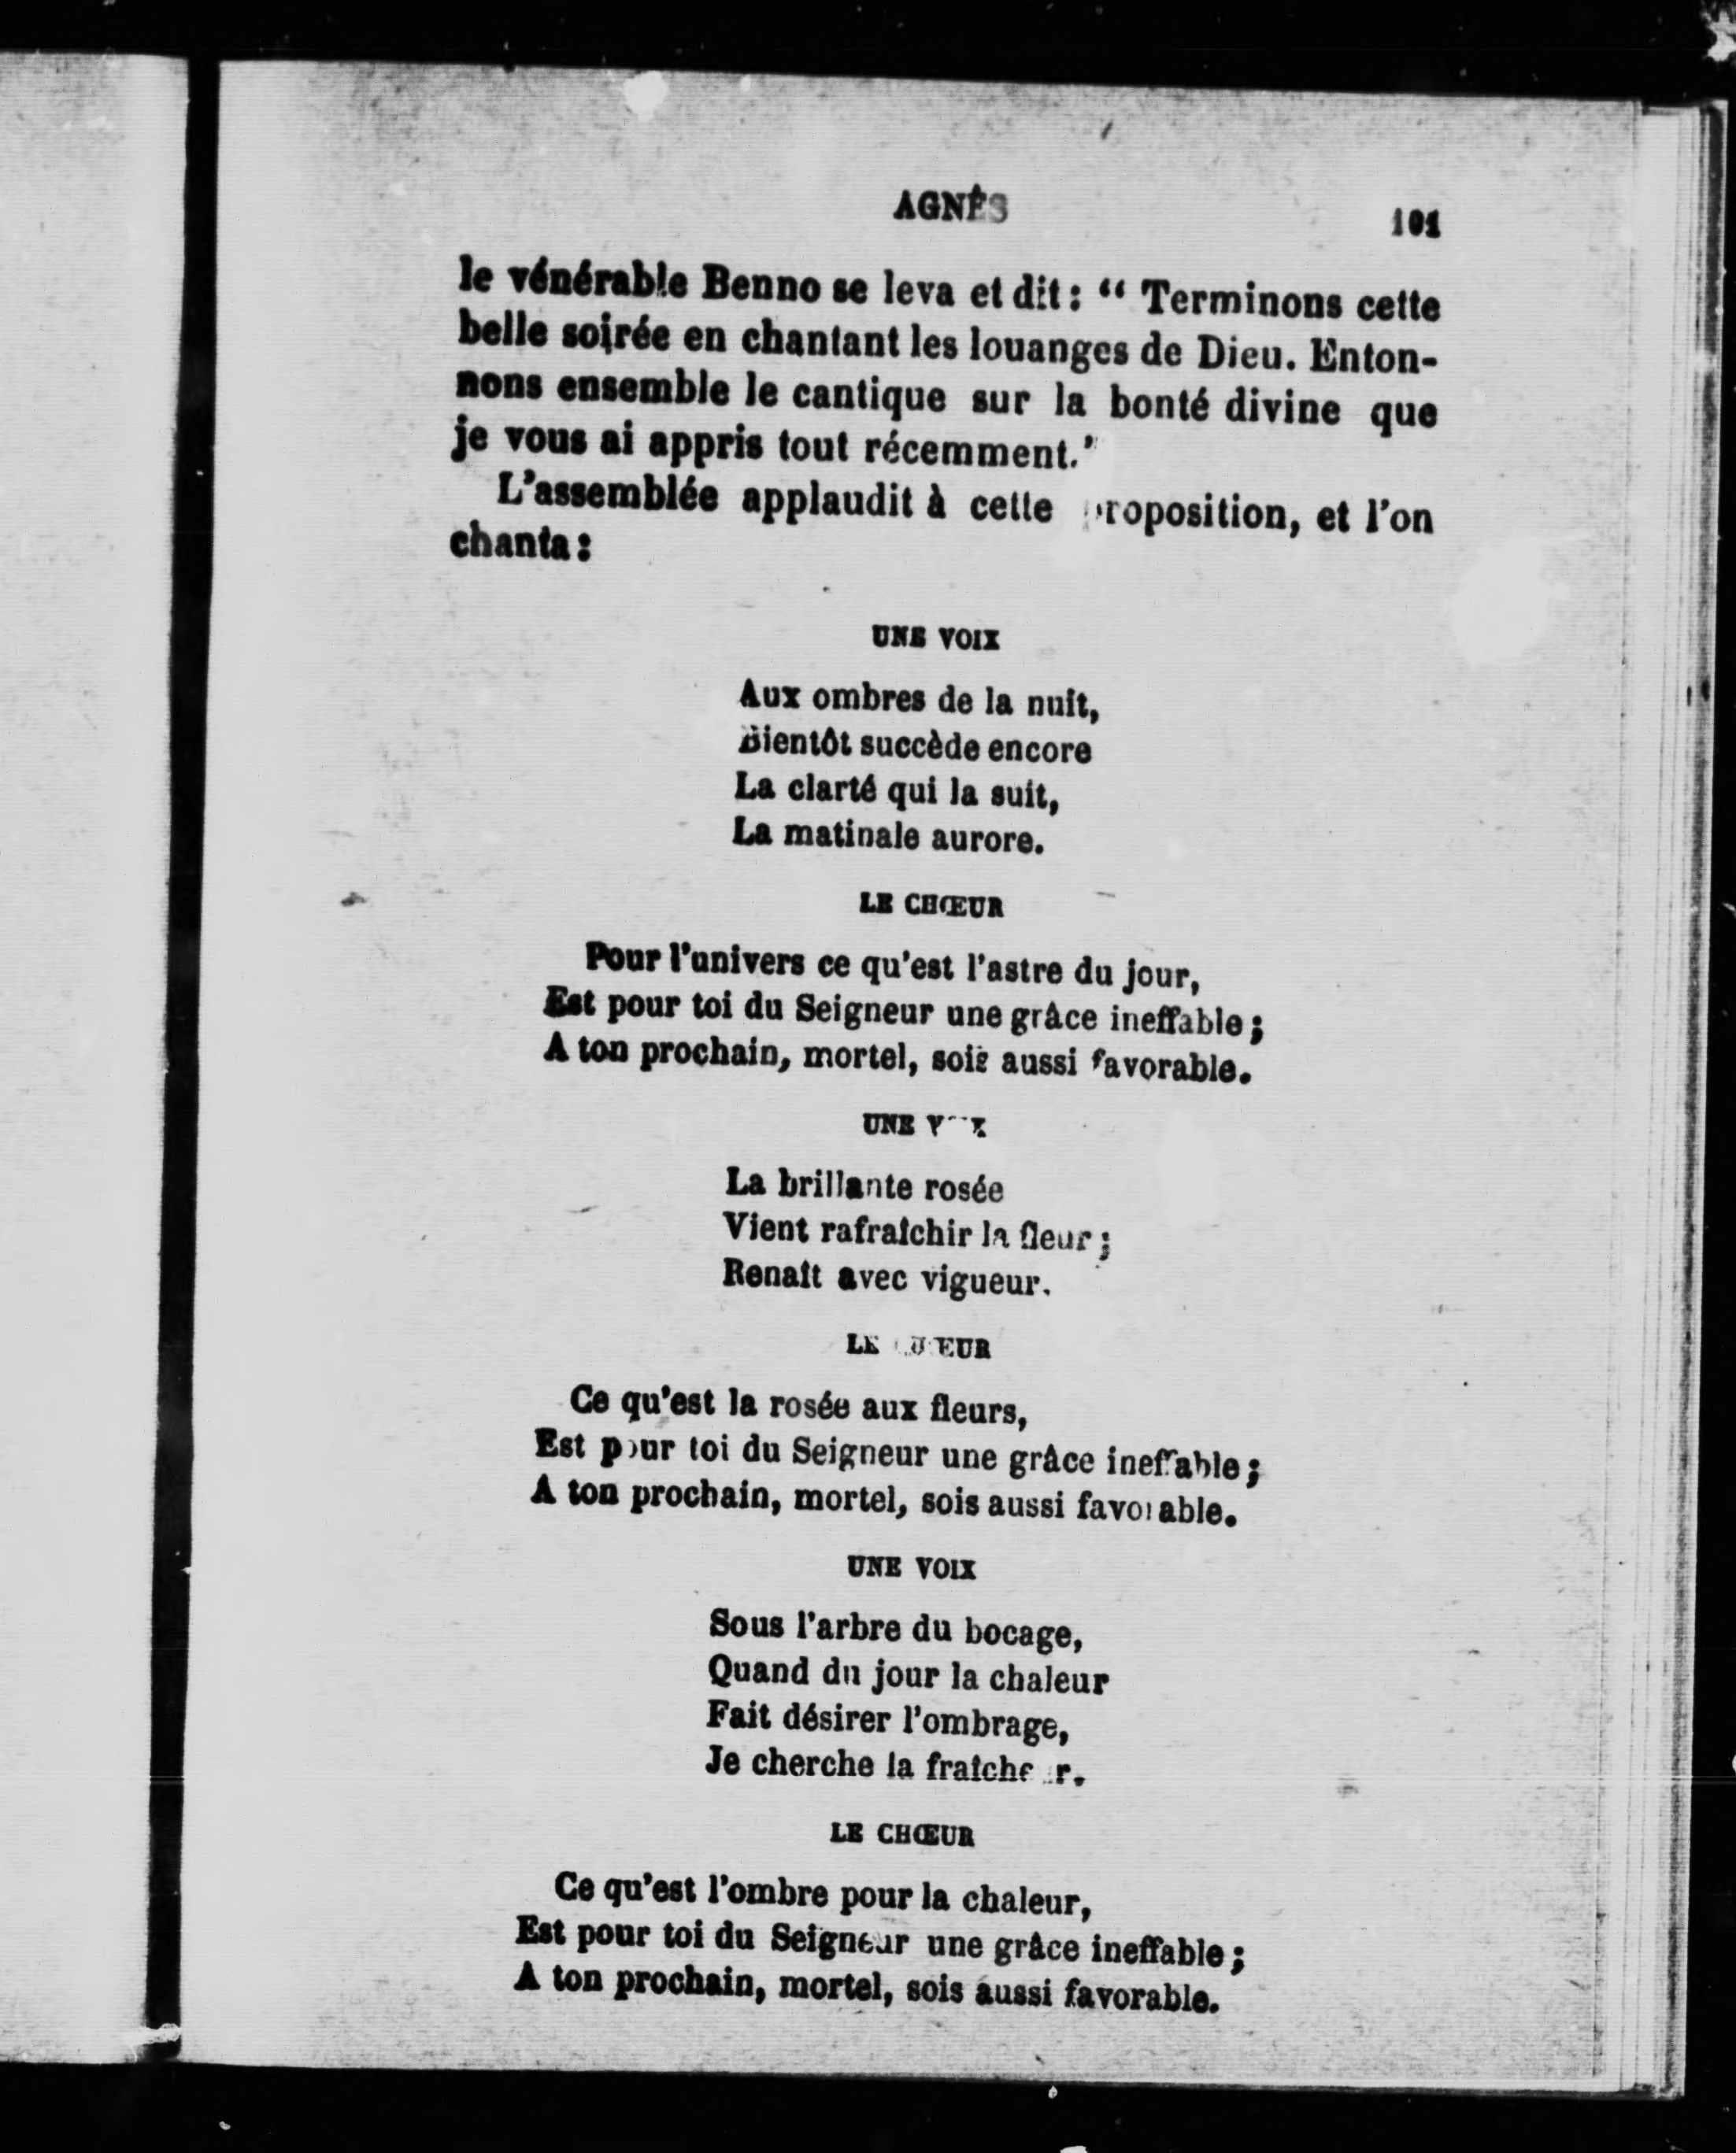 AGNÈS
101
le vénérable Benno se leva et dit : “ Terminons cette
belle soirée en chantant les louanges de Dieu. Enton-
nons ensemble le cantique sur la bonté divine que
je vous ai appris tout récemment.”
L'assemblée applaudit à cette proposition, et l'on
chanta :
UNE VOIX
Aux ombres de la nuit,
Bientôt succède encore
La clarté qui la suit,
La matinale aurore.
LE CHŒUR
Pour l'univers ce qu'est l'astre du jour,
Est pour toi du Seigneur une grâce ineffable ;
A ton prochain, mortel, sois aussi favorable.
UNE VOIX
La brillante rosée
Vient rafraîchir la fleur ;
Renaît avec vigueur.
LE CHŒUR
Ce qu'est la rosée aux fleurs,
Est pour toi du Seigneur une grâce ineffable ;
A ton prochain, mortel, sois aussi favorable.
UNE VOIX
Sous l'arbre du bocage,
Quand du jour la chaleur
Fait désirer l'ombrage,
Je cherche la fraîcheur.
LE CHŒUR
Ce qu'est l'ombre pour la chaleur,
Est pour toi du Seigneur une grâce ineffable ;
A ton prochain, mortel, sois aussi favorable.